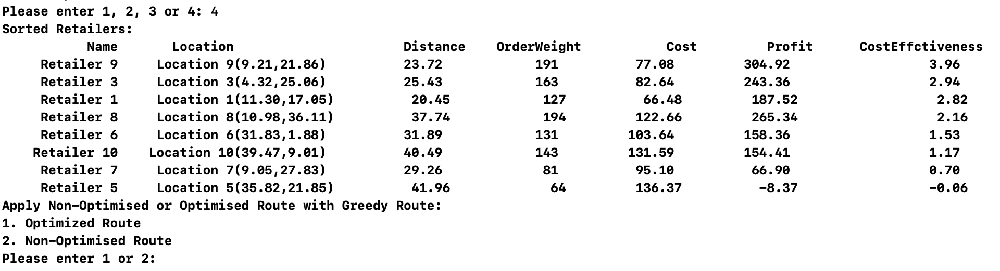 Please enter 1, 2, 3 or 4: 4
Sorted Retailers:
Name Location Distance OrderWeight Cost Profit CostEffctiveness
Retailer 9 Location 9(9.21,21.86) 23.72 191 77.08 304.92 3.96
Retailer 3 Location 3(4.32,25.06) 25.43 163 82.64 243.36 2.94
Retailer 1 Location 1(11.30,17.05) 20.45 127 66.48 187.52 2.82
Retailer 8 Location 8(10.98,36.11) 37.74 194 122.66 265.34 2.16
Retailer 6 Location 6(31.83,1.88) 31.89 131 103.64 158.36 1.53
Retailer 10 Location 10(39.47,9.01) 40.49 143 131.59 154.41 1.17
Retailer 7 Location 7(9.05,27.83) 29.26 81 95.10 66.90 0.70
Retailer 5 Location 5(35.82,21.85) 41.96 64 136.37 -8.37 -0.06
Apply Non-Optimised or Optimised Route with Greedy Route:
1. Optimized Route
2. Non-Optimised Route
Please enter 1 or 2: